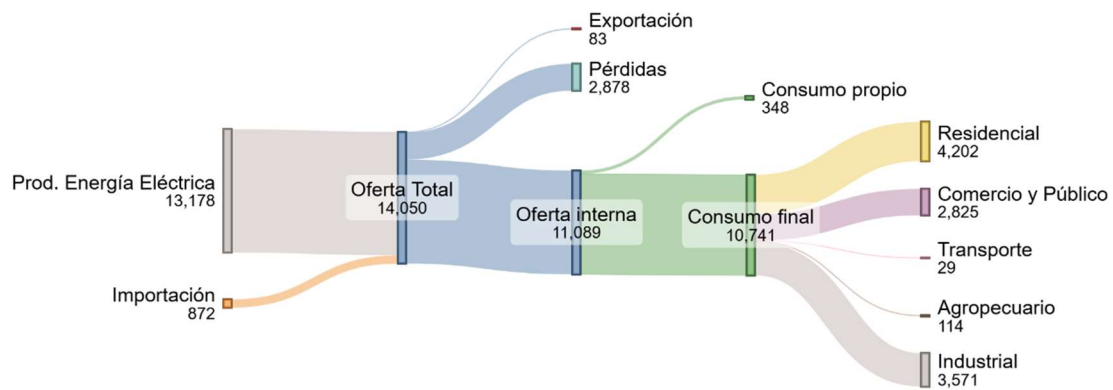 Prod. Energía Eléctrica
13,178
Importación
872
Oferta Total
14,050
Exportación
83
Pérdidas
2,878
Oferta interna
11,089
Consumo propio
348
Consumo final
10,741
Residencial
4,202
Comercio y Público
2,825
Transporte
29
Agropecuario
114
Industrial
3,571